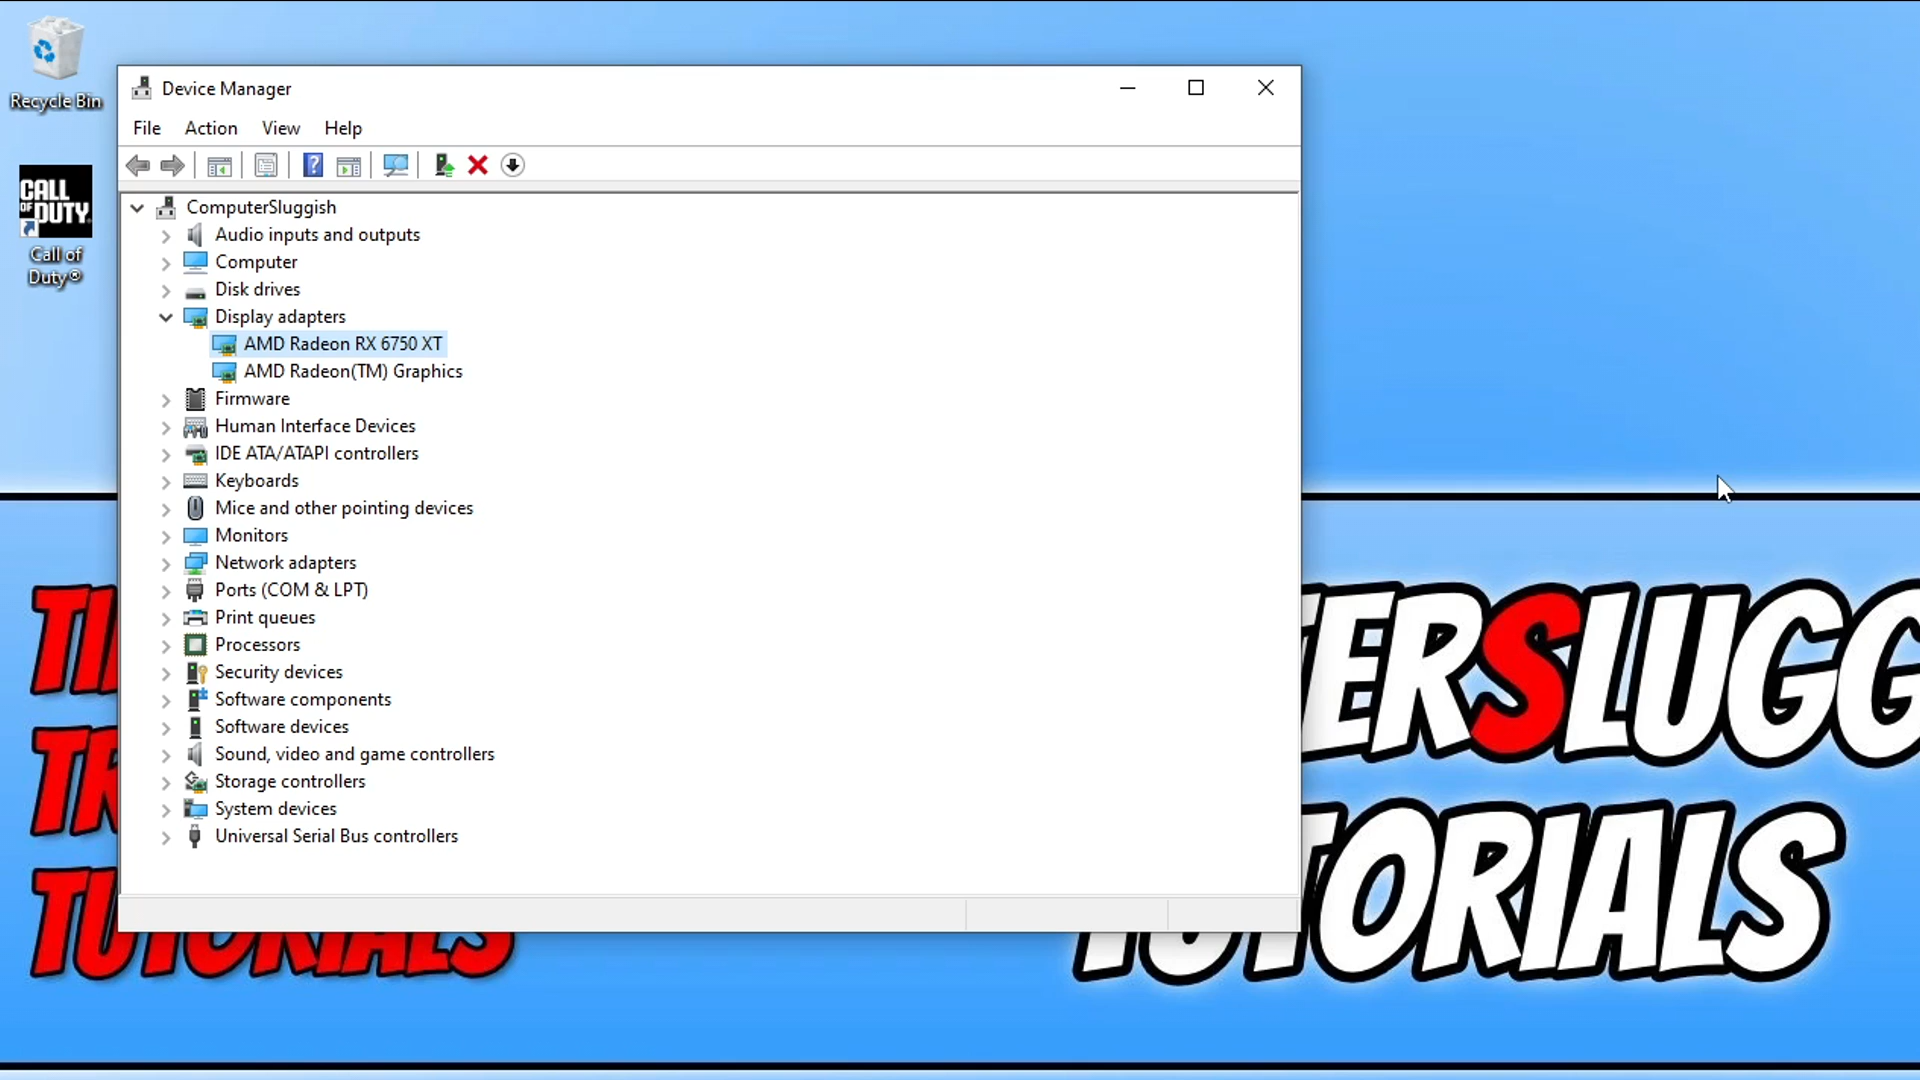 Recycle Bin
CALL
OF DUTY
Call of
Duty®
Device Manager
File Action View Help
ComputerSluggish
Audio inputs and outputs
Computer
Disk drives
Display adapters
AMD Radeon RX 6750 XT
AMD Radeon(TM) Graphics
Firmware
Human Interface Devices
IDE ATA/ATAPI controllers
Keyboards
Mice and other pointing devices
Monitors
Network adapters
Ports (COM & LPT)
Print queues
Processors
Security devices
Software components
Software devices
Sound, video and game controllers
Storage controllers
System devices
Universal Serial Bus controllers
TUTORIALS
TERSLUGG
TUTORIALS